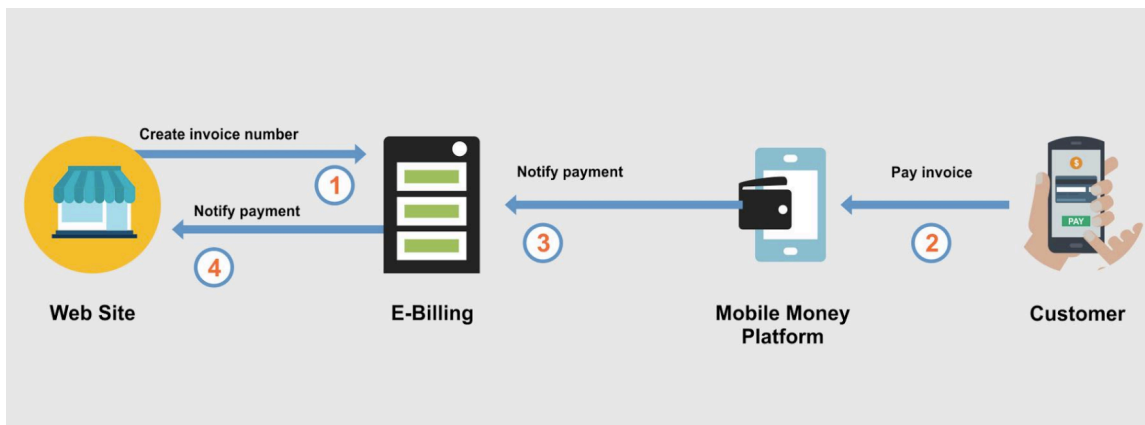 Create invoice number
1
Notify payment
4
Notify payment
3
Pay invoice
2
$
PAY
Web Site
E-Billing
Mobile Money
Platform
Customer